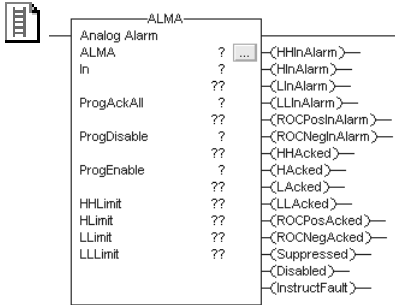 ALMA
Analog Alarm
ALMA ? ... (HHInAlarm)
In ? (HInAlarm)
?? (LInAlarm)
ProgAckAll ? (LLInAlarm)
?? (ROCPosInAlarm)
ProgDisable ? (ROCNegInAlarm)
?? (HHAcked)
ProgEnable ? (HAcked)
?? (LAcked)
HHLimit ?? (LLAcked)
HLimit ?? (ROCPosAcked)
LLimit ?? (ROCNegAcked)
LLLimit ?? (Suppressed)
(Disabled)
(InstructFault)